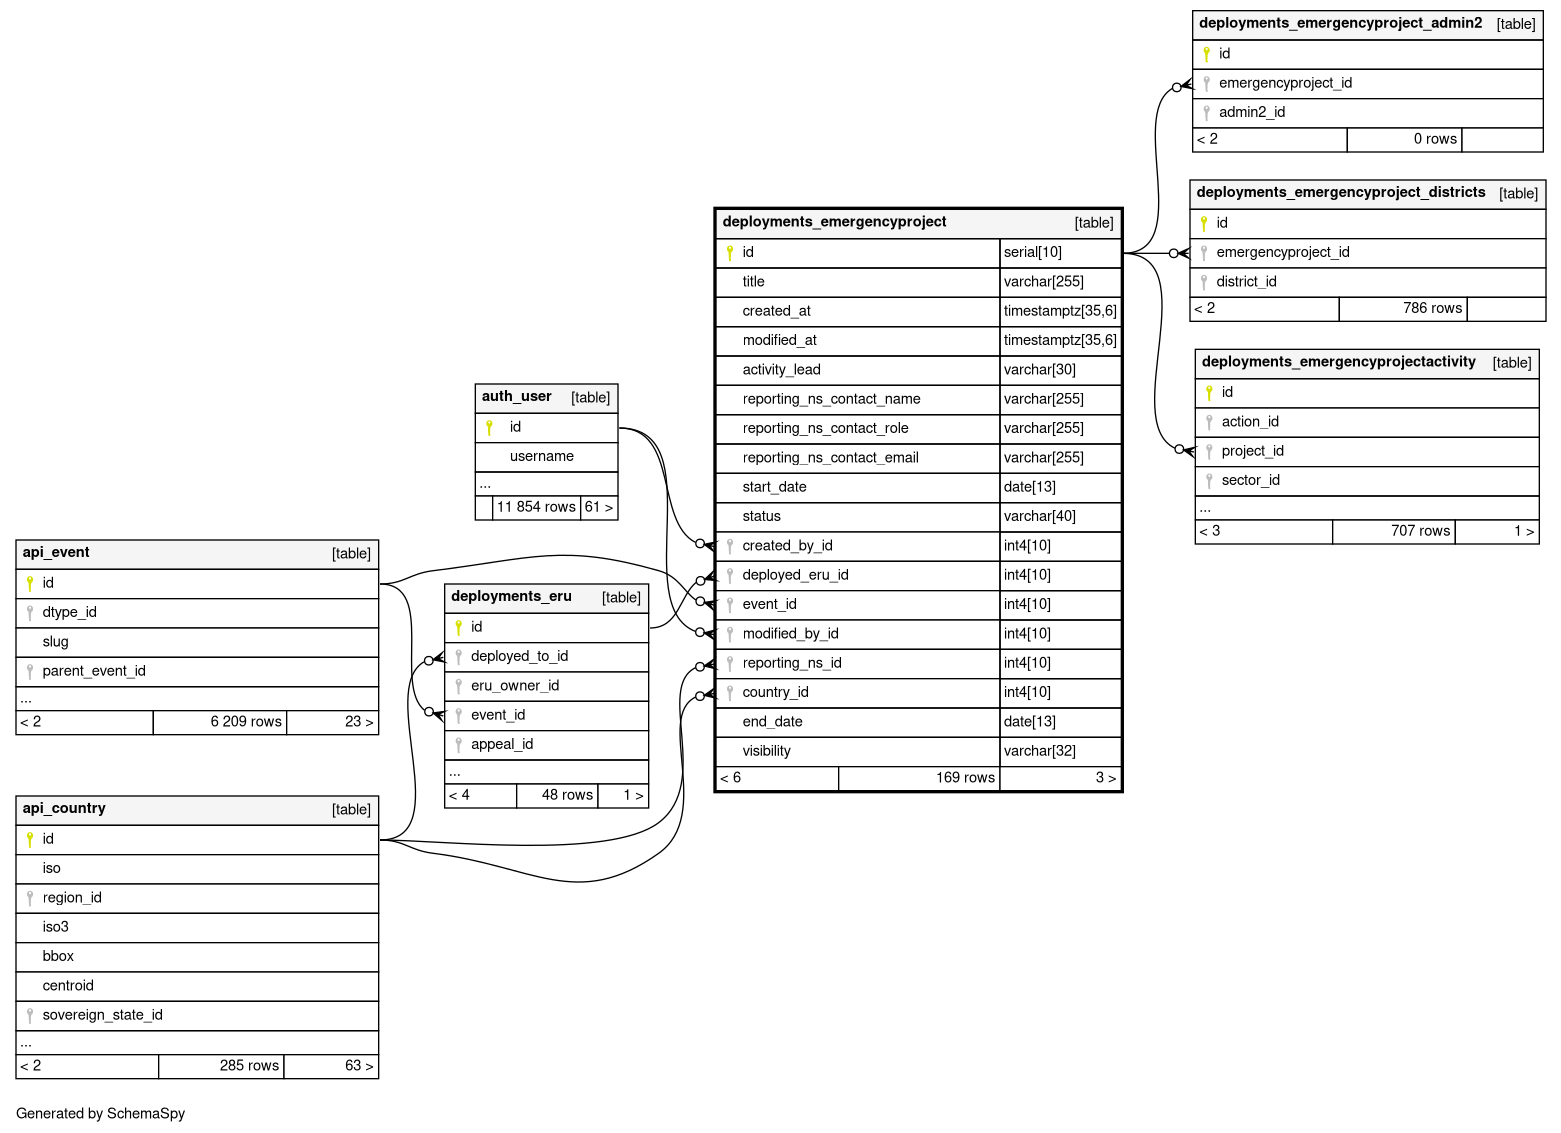 deployments_emergencyproject_admin2 [table]
id
emergencyproject_id
admin2_id
< 2 0 rows
deployments_emergencyproject_districts [table]
id
emergencyproject_id
district_id
< 2 786 rows
deployments_emergencyprojectactivity [table]
id
action_id
project_id
sector_id
...
< 3 707 rows 1 >
deployments_emergencyproject [table]
id serial[10]
title varchar[255]
created_at timestamptz[35,6]
modified_at timestamptz[35,6]
activity_lead varchar[30]
reporting_ns_contact_name varchar[255]
reporting_ns_contact_role varchar[255]
reporting_ns_contact_email varchar[255]
start_date date[13]
status varchar[40]
created_by_id int4[10]
deployed_eru_id int4[10]
event_id int4[10]
modified_by_id int4[10]
reporting_ns_id int4[10]
country_id int4[10]
end_date date[13]
visibility varchar[32]
< 6 169 rows 3 >
auth_user [table]
id
username
...
11 854 rows 61 >
deployments_eru [table]
id
deployed_to_id
eru_owner_id
event_id
appeal_id
...
< 4 48 rows 1 >
api_event [table]
id
dtype_id
slug
parent_event_id
...
< 2 6 209 rows 23 >
api_country [table]
id
iso
region_id
iso3
bbox
centroid
sovereign_state_id
...
< 2 285 rows 63 >
Generated by SchemaSpy